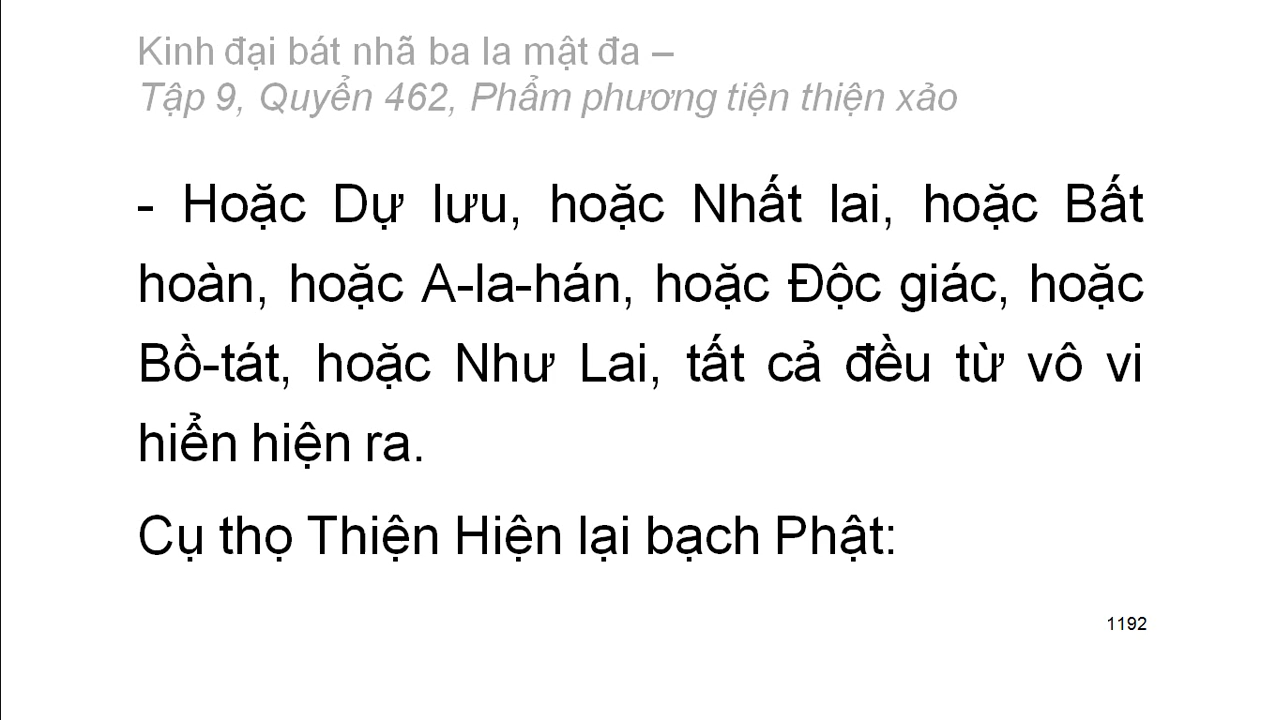 Kinh đại bát nhã ba la mật đa –
Tập 9, Quyển 462, Phẩm phương tiện thiện xảo
- Hoặc Dự lưu, hoặc Nhất lai, hoặc Bất
hoàn, hoặc A-la-hán, hoặc Độc giác, hoặc
Bồ-tát, hoặc Như Lai, tất cả đều từ vô vi
hiển hiện ra.
Cụ thọ Thiện Hiện lại bạch Phật:
1192